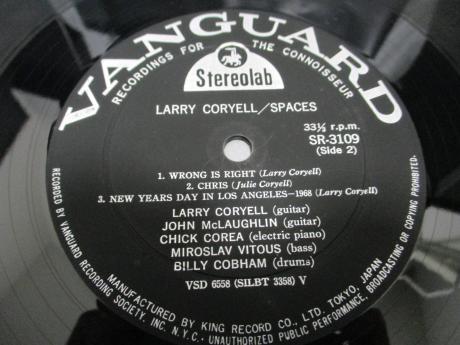 VANGUARD
RECORDINGS FOR THE CONNOISSEUR
Stereolab
LARRY CORYELL/SPACES
33⅓ r.p.m.
SR-3109
(Side 2)
1. WRONG IS RIGHT (Larry Coryell)
2. CHRIS (Julie Coryell)
3. NEW YEARS DAY IN LOS ANGELES-1968 (Larry Coryell)
LARRY CORYELL (guitar)
JOHN McLAUGHLIN (guitar)
CHICK COREA (electric piano)
MIROSLAV VITOUS (bass)
BILLY COBHAM (drums)
VSD 6558 (SILBT 3358) V
RECORDED BY VANGUARD RECORDING SOCIETY, INC. N.Y.C.·UNAUTHORIZED PUBLIC PERFORMANCE, BROADCASTING OR COPYING PROHIBITED·
MANUFACTURED BY KING RECORD CO., LTD. TOKYO, JAPAN